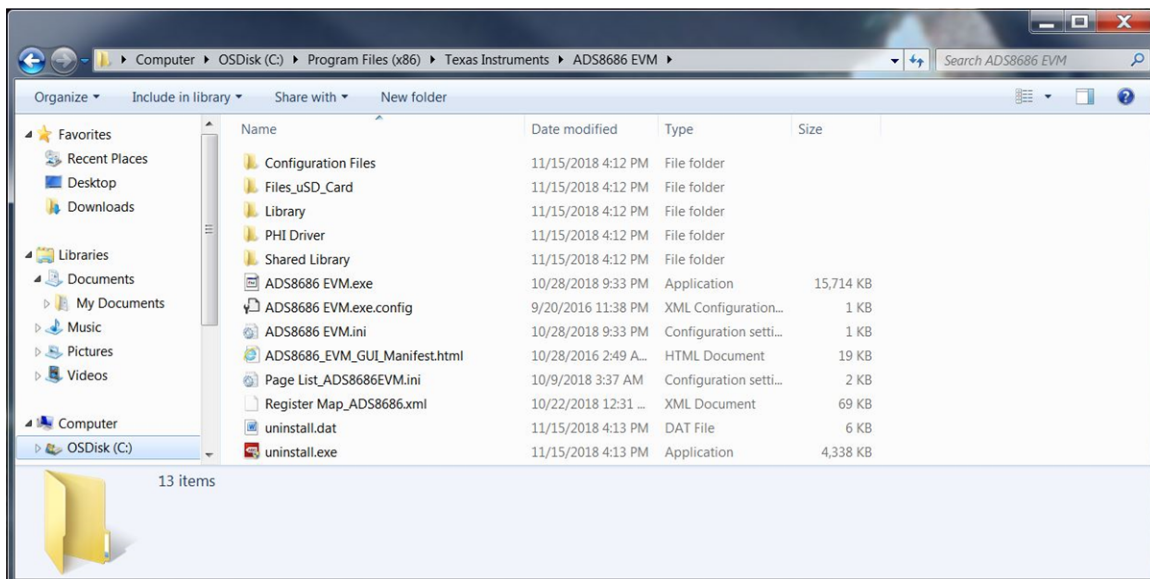 Computer OSDisk (C:) Program Files (x86) Texas Instruments ADS8686 EVM Search ADS8686 EVM
Organize Include in library Share with New folder
Favorites
Recent Places
Desktop
Downloads
Libraries
Documents
My Documents
Music
Pictures
Videos
Computer
OSDisk (C:)
Name Date modified Type Size
Configuration Files 11/15/2018 4:12 PM File folder
Files_uSD_Card 11/15/2018 4:12 PM File folder
Library 11/15/2018 4:12 PM File folder
PHI Driver 11/15/2018 4:12 PM File folder
Shared Library 11/15/2018 4:12 PM File folder
ADS8686 EVM.exe 10/28/2018 9:33 PM Application 15,714 KB
ADS8686 EVM.exe.config 9/20/2016 11:38 PM XML Configuration... 1 KB
ADS8686 EVM.ini 10/28/2018 9:33 PM Configuration setti... 1 KB
ADS8686_EVM_GUI_Manifest.html 10/28/2016 2:49 A... HTML Document 19 KB
Page List_ADS8686EVM.ini 10/9/2018 3:37 AM Configuration setti... 2 KB
Register Map_ADS8686.xml 10/22/2018 12:31 ... XML Document 69 KB
uninstall.dat 11/15/2018 4:13 PM DAT File 6 KB
uninstall.exe 11/15/2018 4:13 PM Application 4,338 KB
13 items